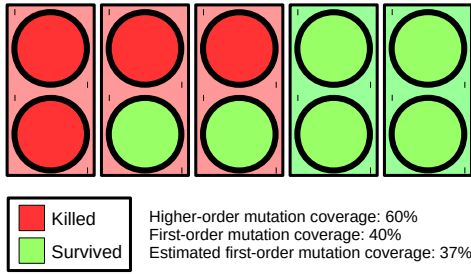 Killed
Survived
Higher-order mutation coverage: 60%
First-order mutation coverage: 40%
Estimated first-order mutation coverage: 37%